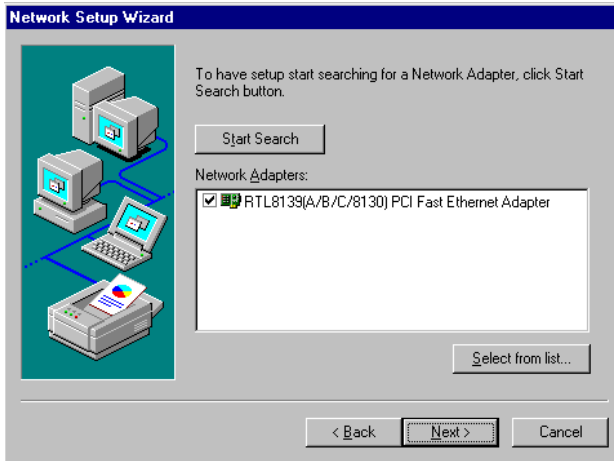 Network Setup Wizard
To have setup start searching for a Network Adapter, click Start
Search button.
Start Search
Network Adapters:
RTL8139(A/B/C/8130) PCI Fast Ethernet Adapter
Select from list...
< Back
Next >
Cancel